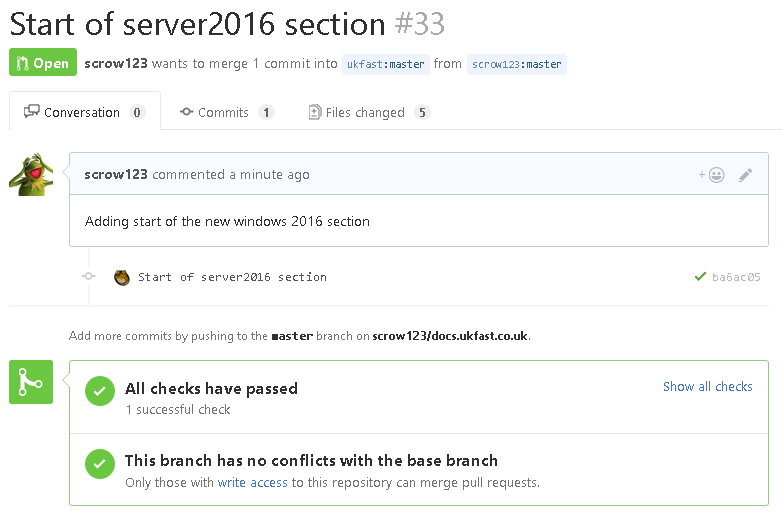 Start of server2016 section #33
Open scrow123 wants to merge 1 commit into ukfast:master from scrow123:master
Conversation 0 Commits 1 Files changed 5
scrow123 commented a minute ago
Adding start of the new windows 2016 section
Start of server2016 section ba6ac05
Add more commits by pushing to the master branch on scrow123/docs.ukfast.co.uk.
All checks have passed Show all checks
1 successful check
This branch has no conflicts with the base branch
Only those with write access to this repository can merge pull requests.